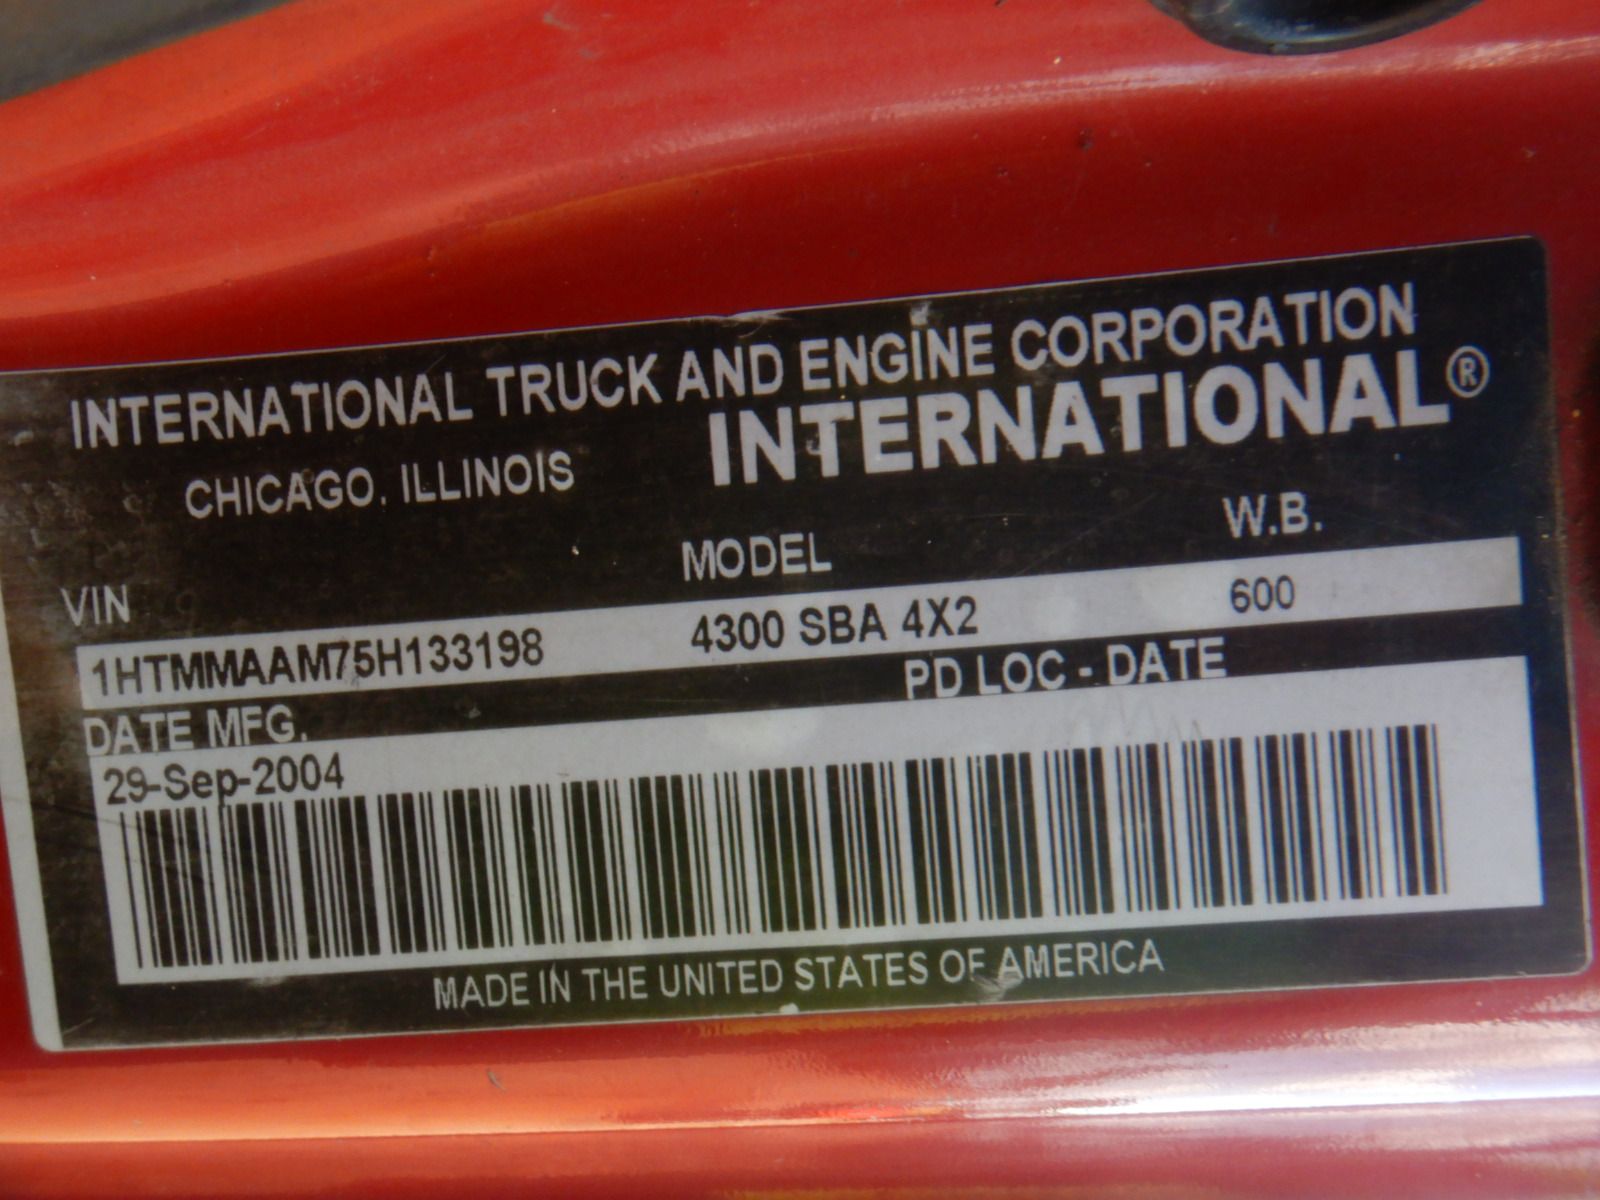 INTERNATIONAL TRUCK AND ENGINE CORPORATION
CHICAGO, ILLINOIS INTERNATIONAL®
VIN MODEL W.B.
1HTMMAAM75H133198 4300 SBA 4X2 600
DATE MFG. PD LOC - DATE
29-Sep-2004
MADE IN THE UNITED STATES OF AMERICA